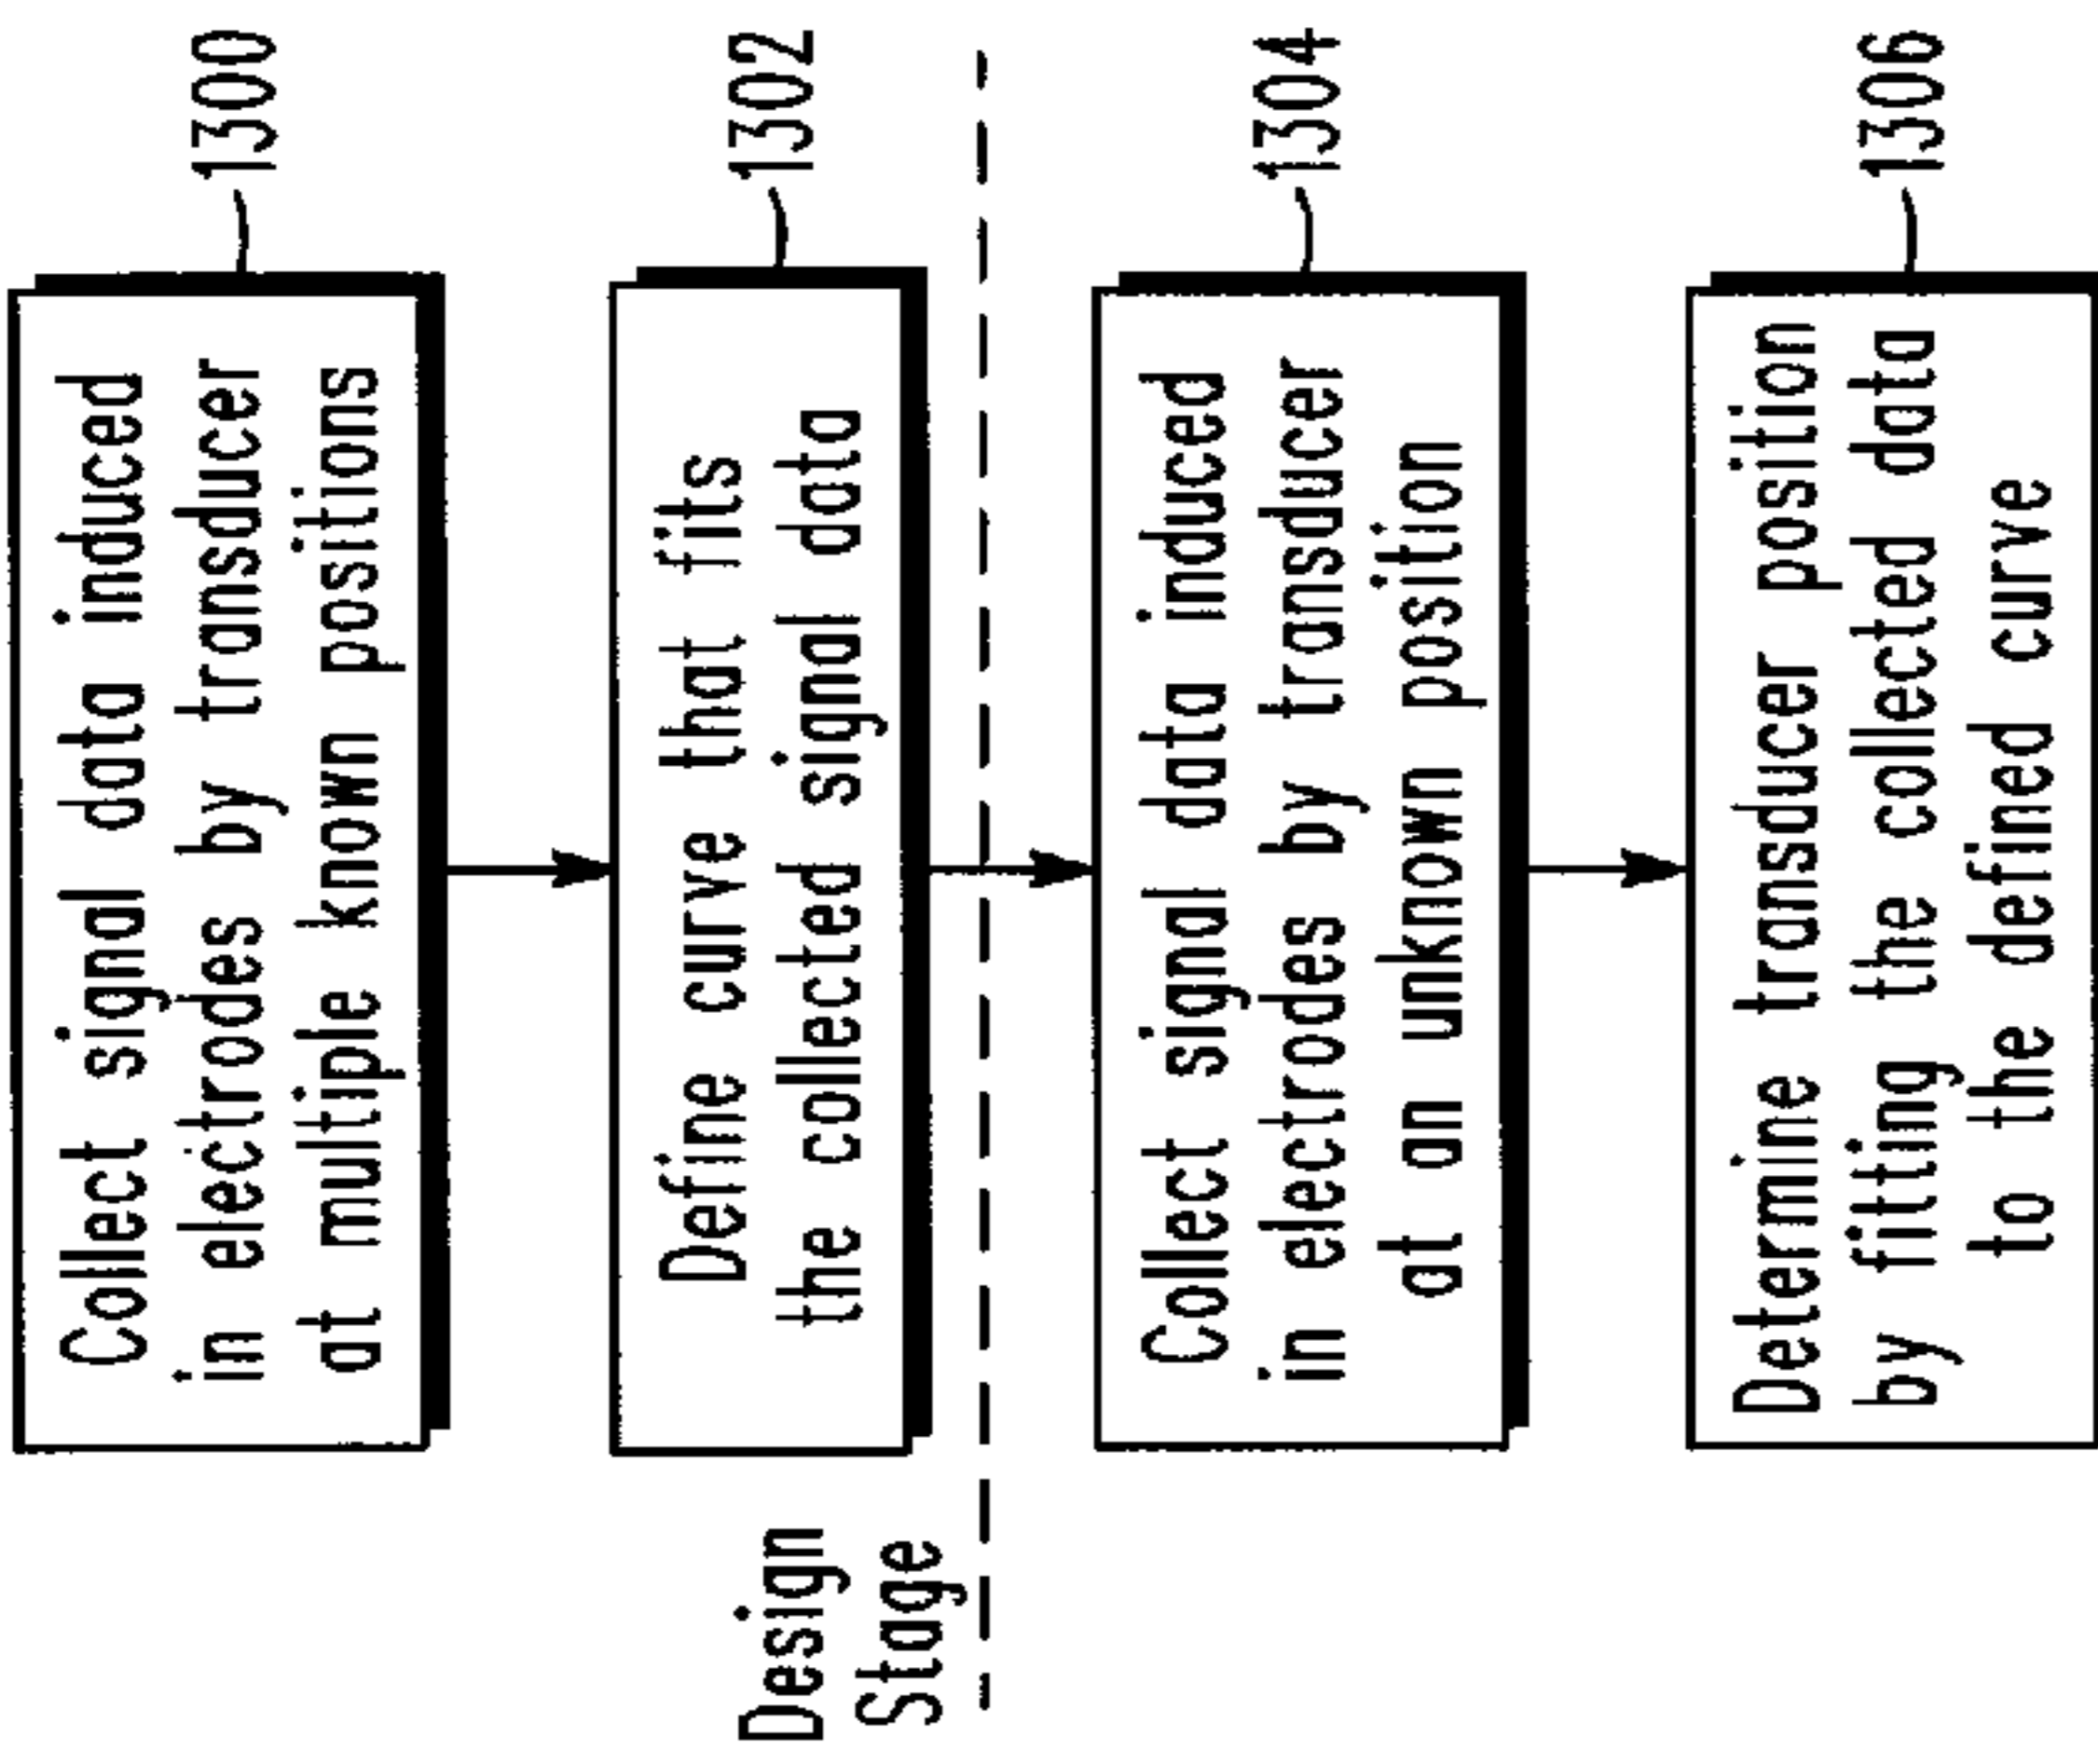 Collect signal data induced
in electrodes by transducer
at multiple known positions
1300
Define curve that fits
the collected signal data
1302
Design
Stage
Collect signal data induced
in electrodes by transducer
at an unknown position
1304
Determine transducer position
by fitting the collected data
to the defined curve
1306